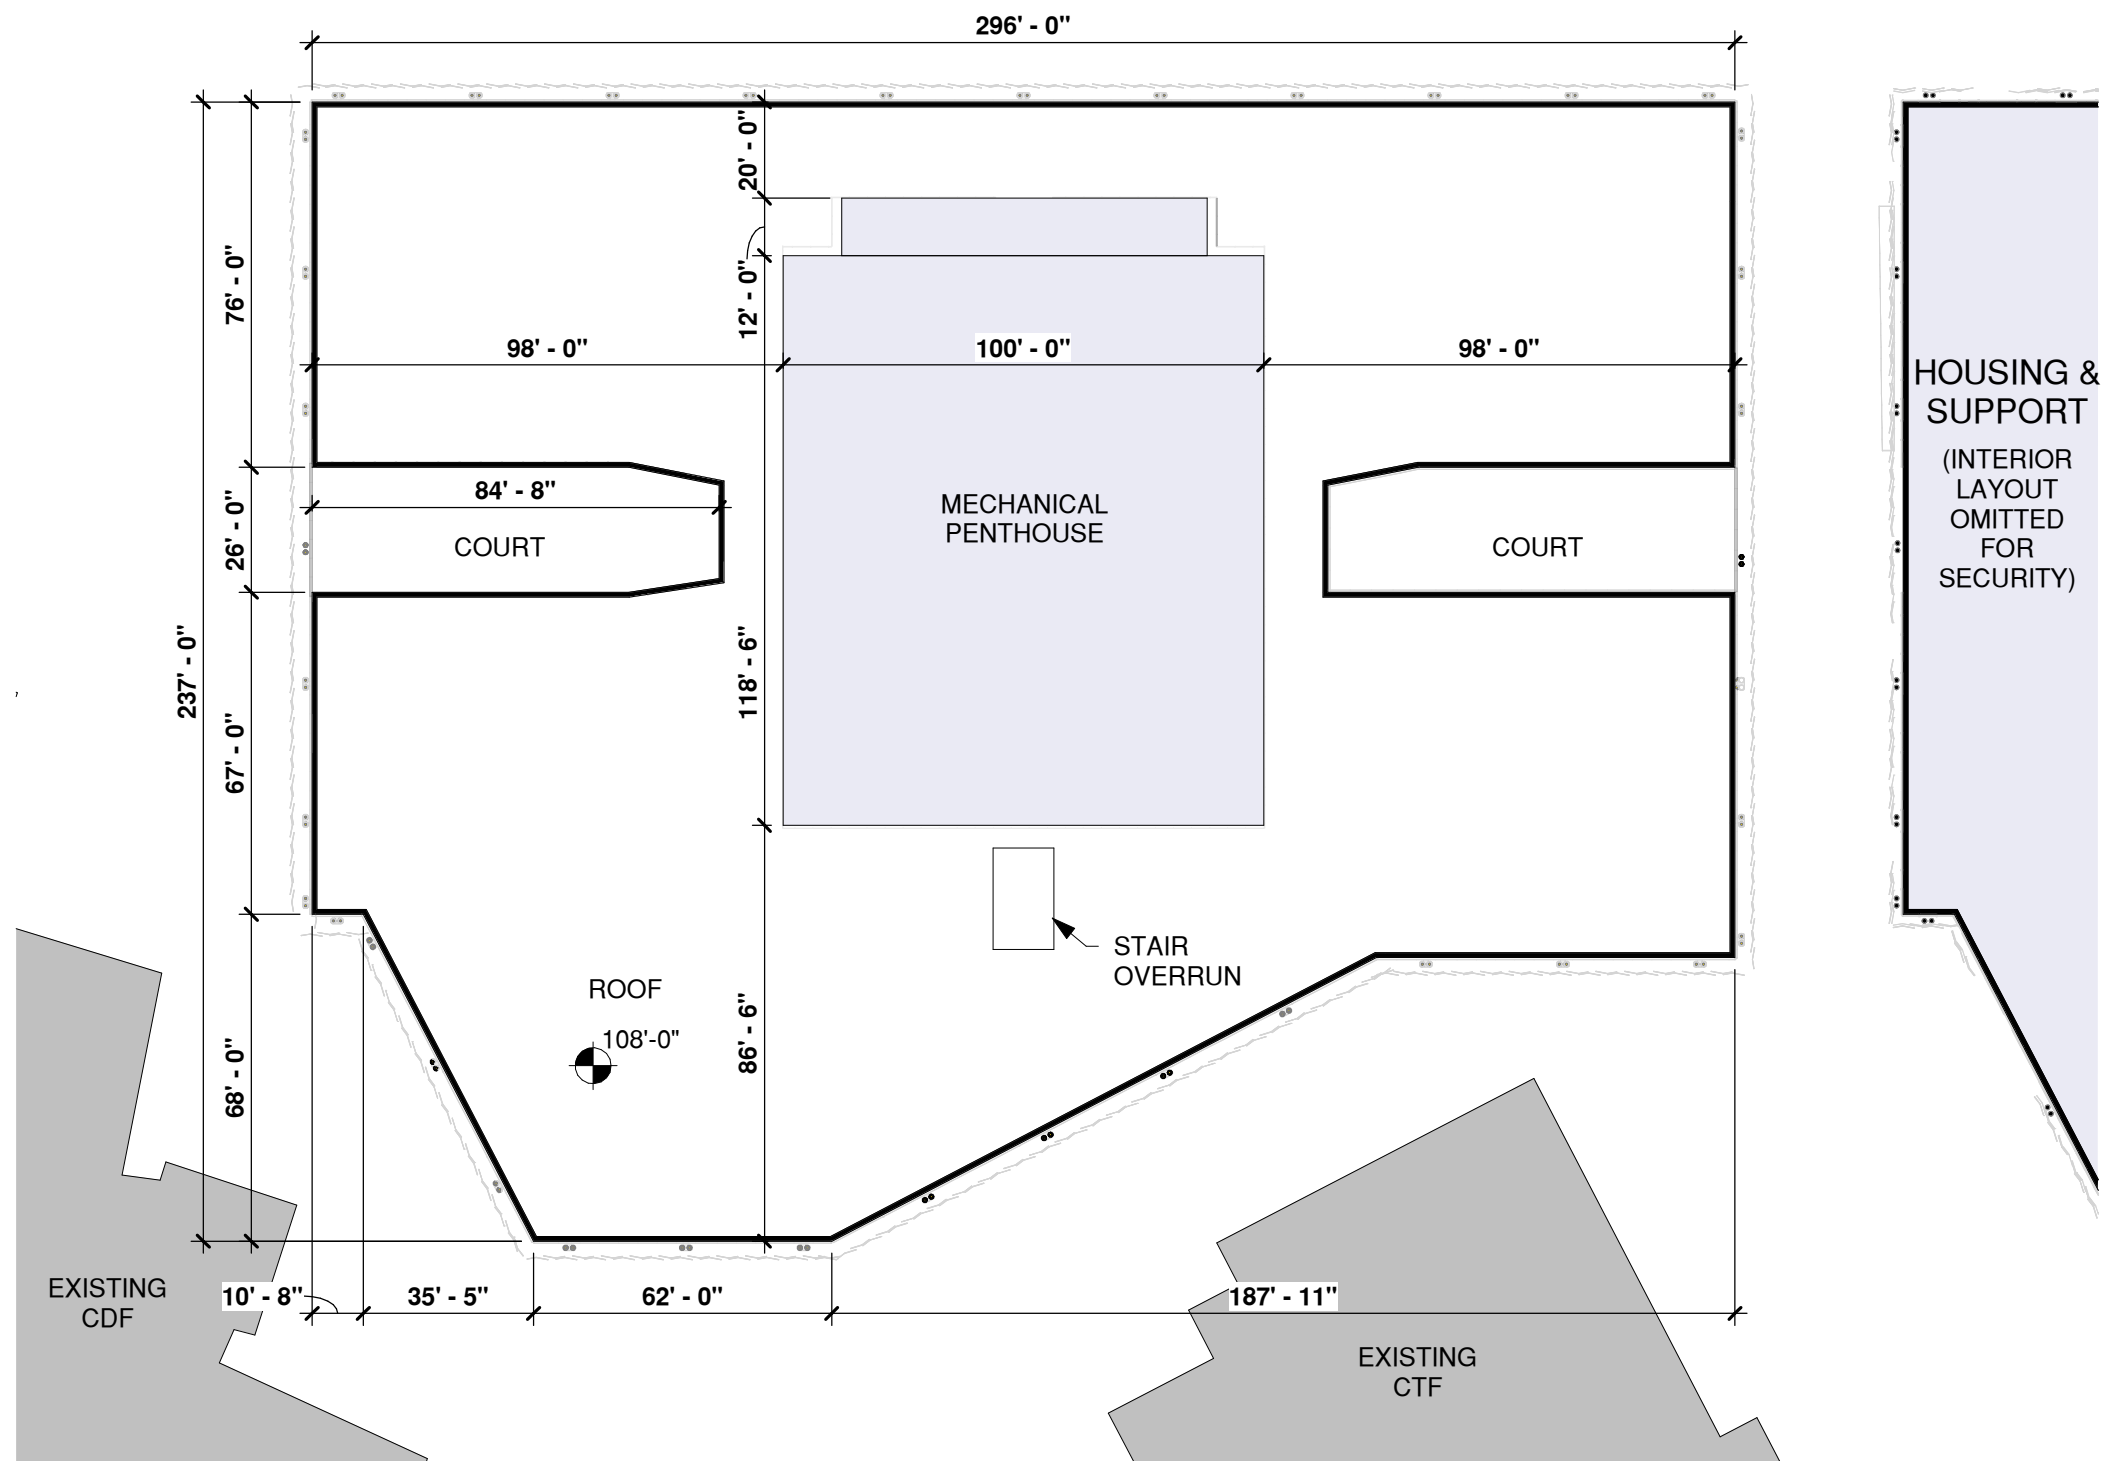 296' - 0"
20' - 0"
76' - 0"
12' - 0"
98' - 0"
100' - 0"
98' - 0"
HOUSING &
SUPPORT
(INTERIOR
LAYOUT
OMITTED
FOR
SECURITY)
84' - 8"
MECHANICAL
PENTHOUSE
26' - 0"
COURT
COURT
237' - 0"
118' - 6"
67' - 0"
STAIR
OVERRUN
ROOF
108'-0"
86' - 6"
68' - 0"
EXISTING
CDF
10' - 8"
35' - 5"
62' - 0"
187' - 11"
EXISTING
CTF